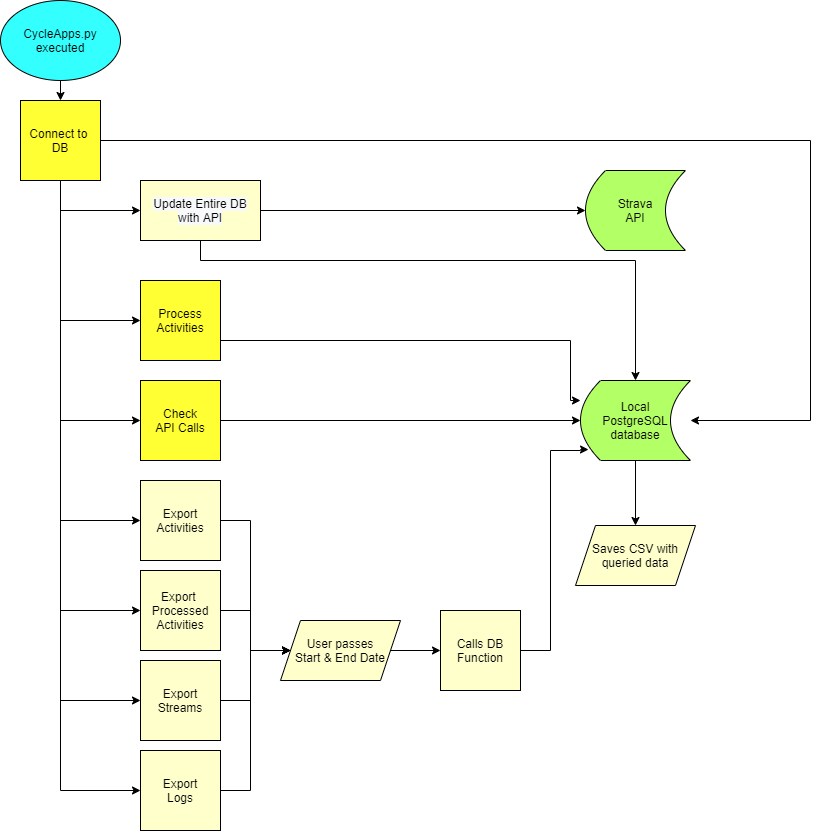 CycleApps.py
executed
Connect to
DB
Update Entire DB
with API
Strava
API
Process
Activities
Check
API Calls
Local
PostgreSQL
database
Export
Activities
Saves CSV with
queried data
Export
Processed
Activities
User passes
Start & End Date
Calls DB
Function
Export
Streams
Export
Logs